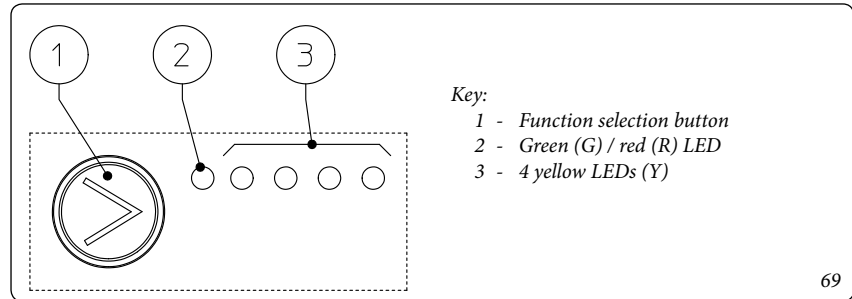 1
2
3
Key:
1 - Function selection button
2 - Green (G) / red (R) LED
3 - 4 yellow LEDs (Y)
69